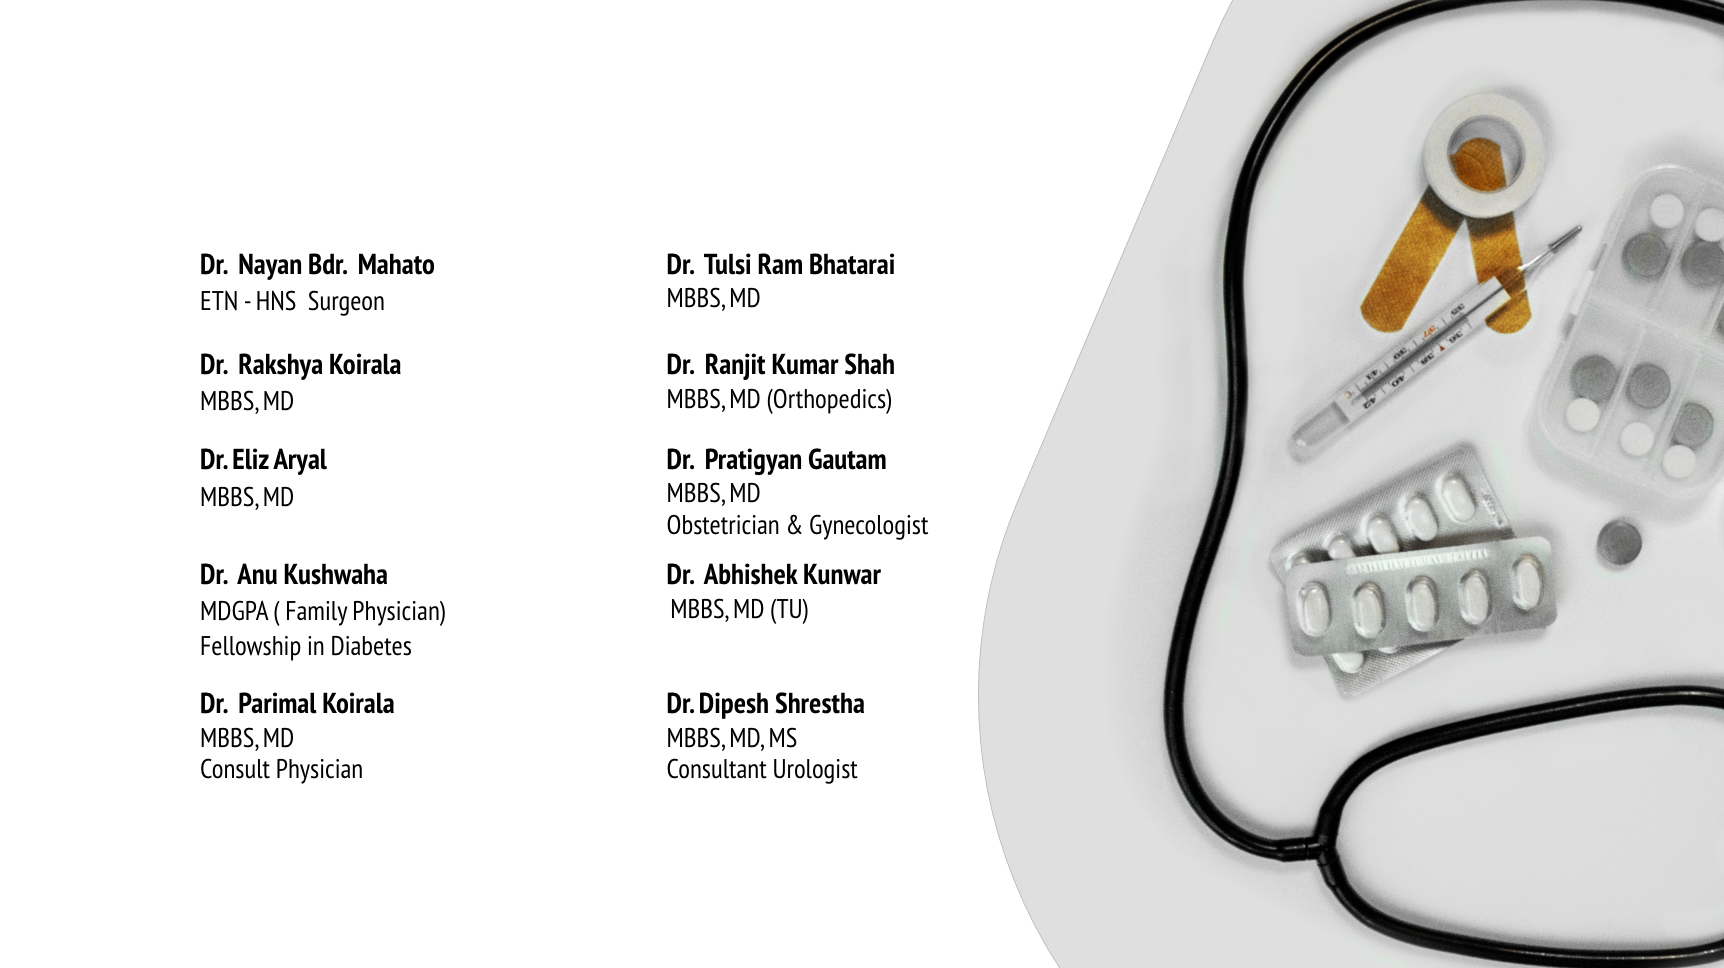 Dr. Nayan Bdr. Mahato
ETN - HNS Surgeon
Dr. Rakshya Koirala
MBBS, MD
Dr. Eliz Aryal
MBBS, MD
Dr. Anu Kushwaha
MDGPA ( Family Physician)
Fellowship in Diabetes
Dr. Parimal Koirala
MBBS, MD
Consult Physician
Dr. Tulsi Ram Bhatarai
MBBS, MD
Dr. Ranjit Kumar Shah
MBBS, MD (Orthopedics)
Dr. Pratigyan Gautam
MBBS, MD
Obstetrician & Gynecologist
Dr. Abhishek Kunwar
MBBS, MD (TU)
Dr. Dipesh Shrestha
MBBS, MD, MS
Consultant Urologist